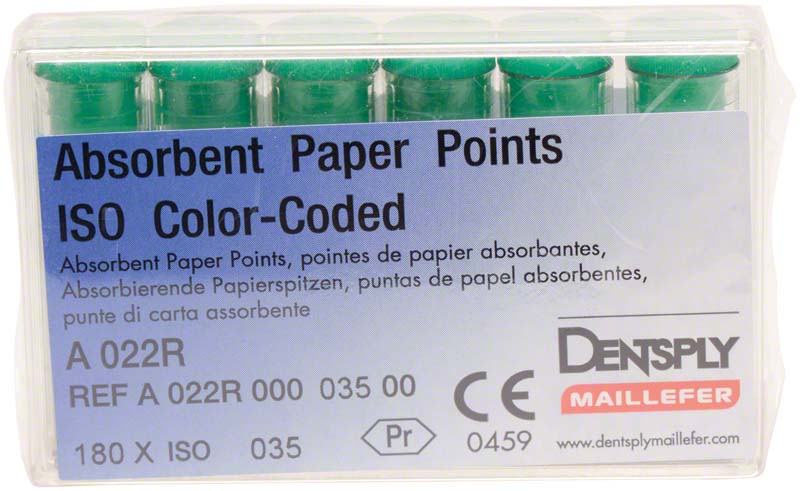 Absorbent Paper Points
ISO Color-Coded
Absorbent Paper Points, pointes de papier absorbantes,
Absorbierende Papierspitzen, puntas de papel absorbentes,
punte di carta assorbente
A 022R
REF A 022R 000 035 00
180 X ISO 035
Pr
CE
0459
DENTSPLY
MAILLEFER
www.dentsplymaillefer.com